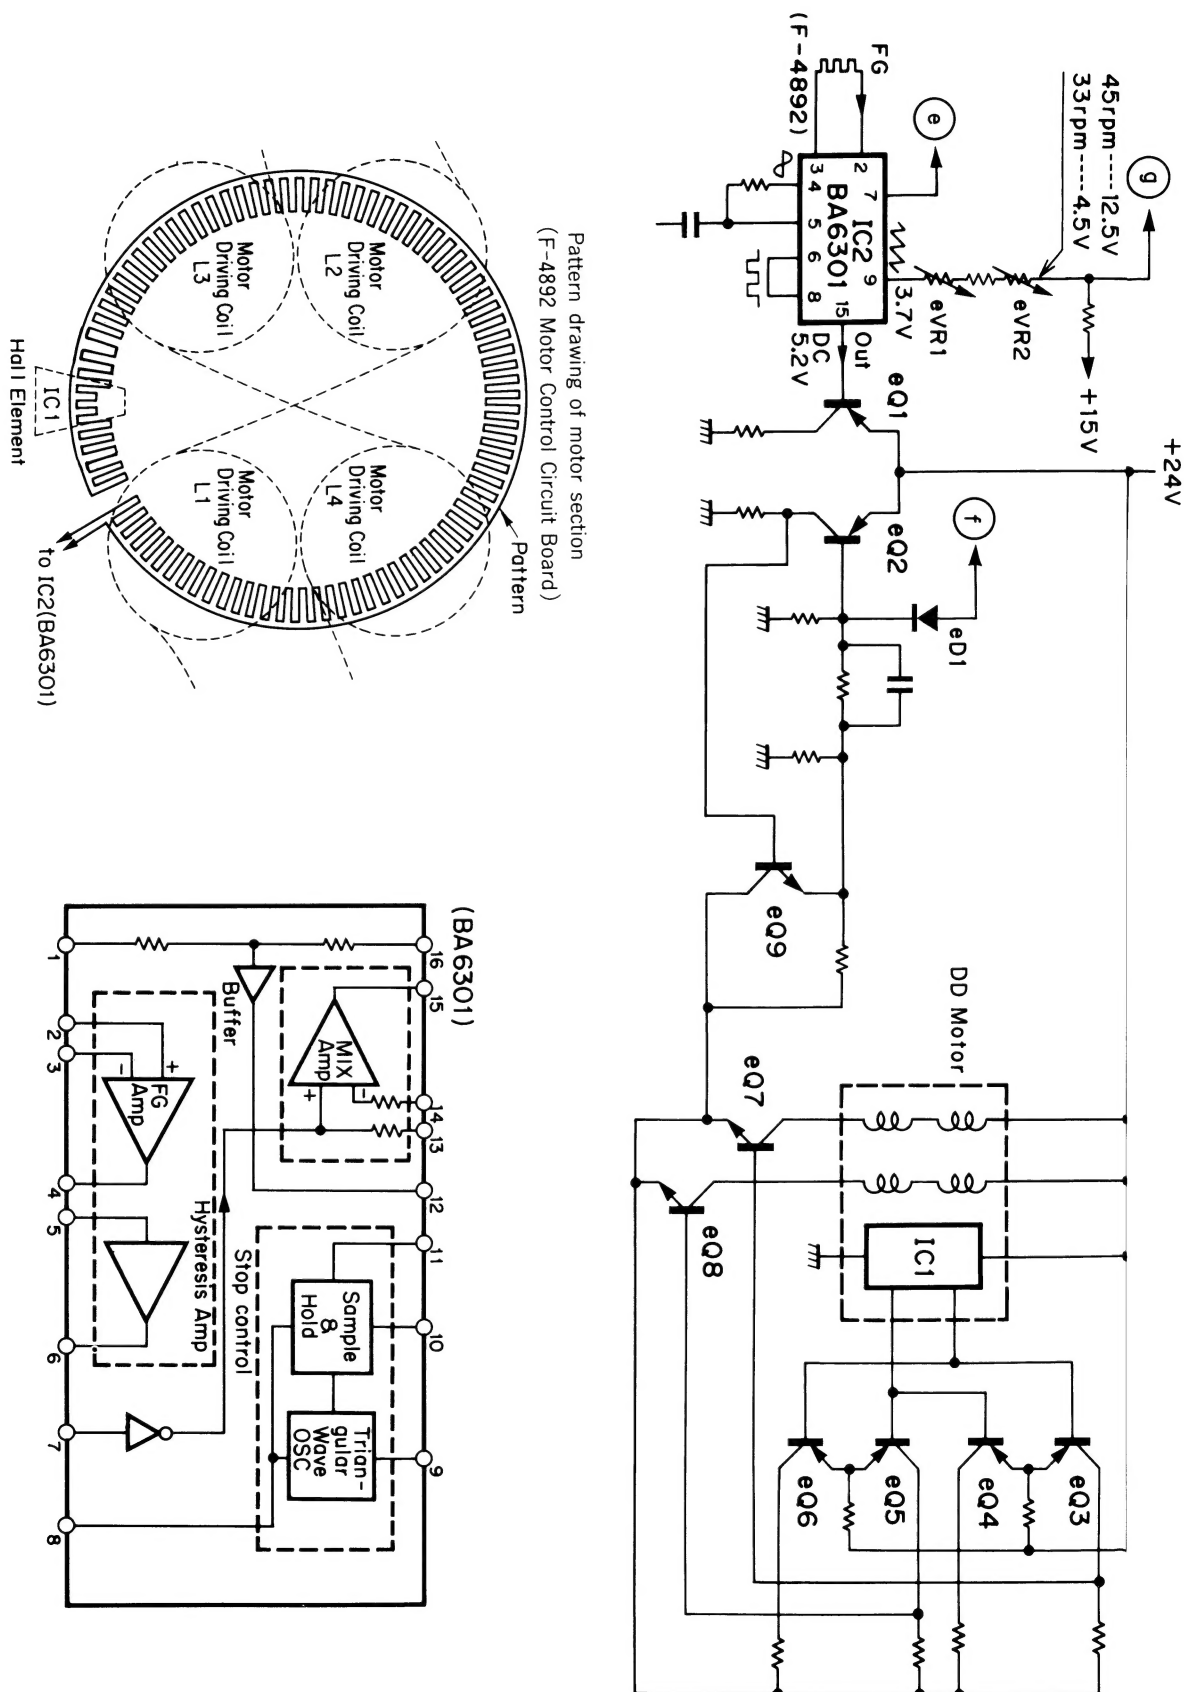 +24V
g
45rpm----12.5V
33rpm----4.5V
+15V
eVR2
eVR1
e
FG
(F-4892)
2
7
9
3.7V
IC2
BA6301
15
Out
DC
5.2V
3
4
5
6
8
eQ1
eQ2
f
eD1
eQ9
DD Motor
eQ7
eQ8
IC1
eQ3
eQ4
eQ5
eQ6
Pattern drawing of motor section
(F-4892 Motor Control Circuit Board)
Pattern
Motor
Driving Coil
L2
Motor
Driving Coil
L4
Motor
Driving Coil
L3
Motor
Driving Coil
L1
IC1
Hall Element
to IC2(BA6301)
(BA6301)
16
15
14
13
12
11
10
9
MIX
Amp
-
+
Buffer
Sample
&
Hold
Trian-
gular
Wave
OSC
Stop control
Hysteresis Amp
+
-
FG
Amp
1
2
3
4
5
6
7
8